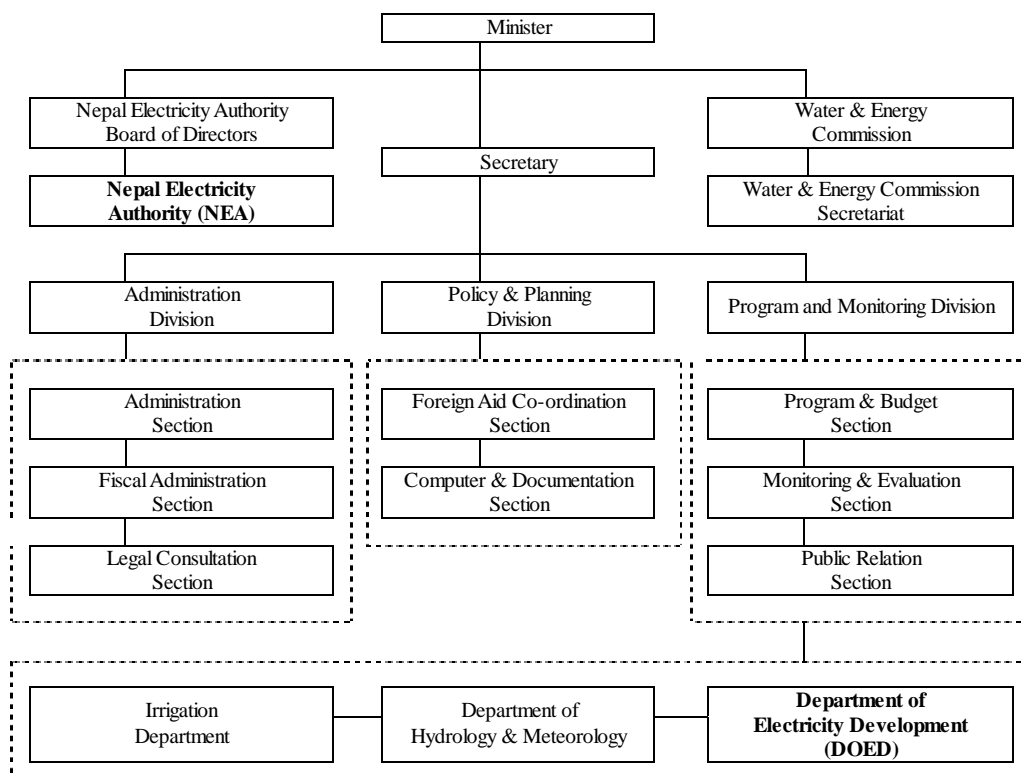 Minister
Nepal Electricity Authority
Board of Directors
Water & Energy
Commission
Secretary
Nepal Electricity
Authority (NEA)
Water & Energy Commission
Secretariat
Administration
Division
Policy & Planning
Division
Program and Monitoring Division
Administration
Section
Foreign Aid Co-ordination
Section
Program & Budget
Section
Fiscal Administration
Section
Computer & Documentation
Section
Monitoring & Evaluation
Section
Legal Consultation
Section
Public Relation
Section
Irrigation
Department
Department of
Hydrology & Meteorology
Department of
Electricity Development
(DOED)